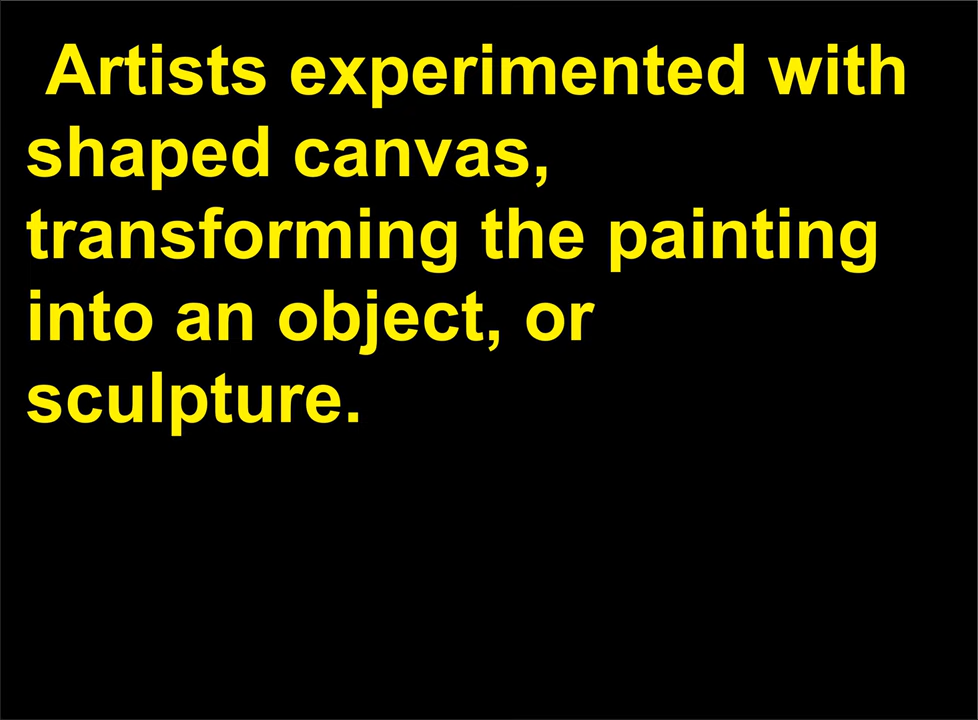 Artists experimented with
shaped canvas,
transforming the painting
into an object, or
sculpture.